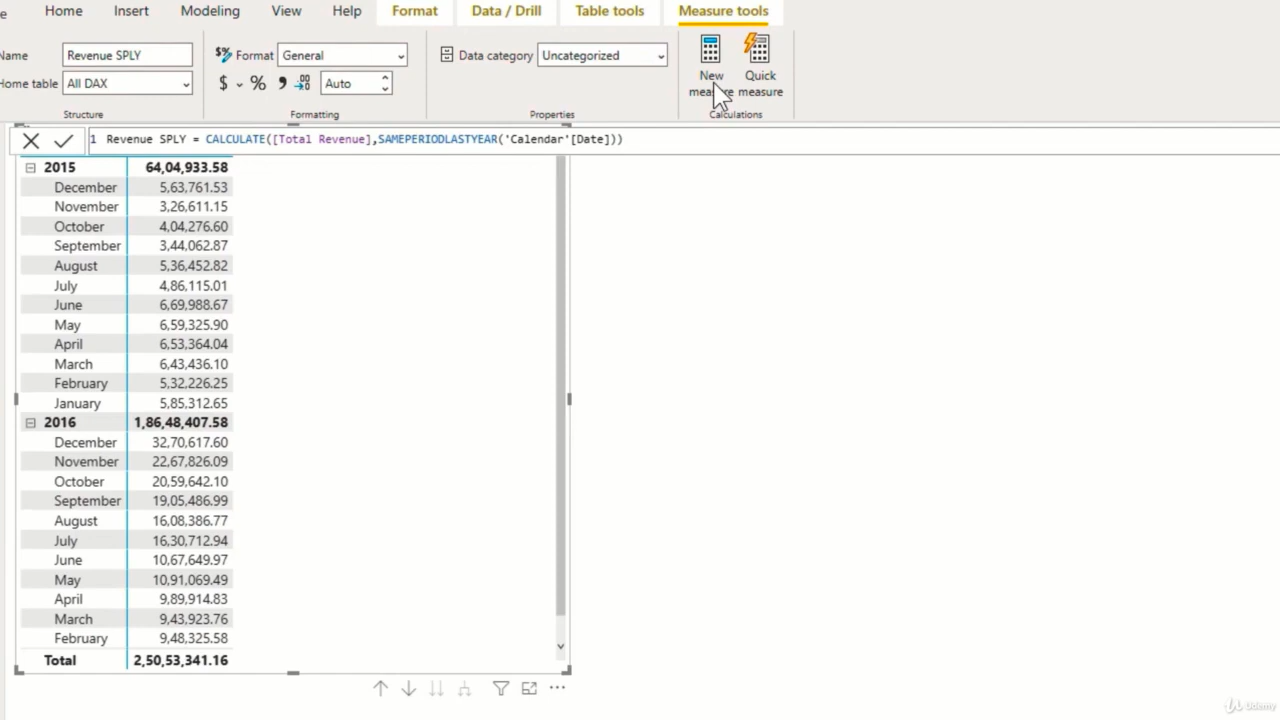 e Home Insert Modeling View Help Format Data / Drill Table tools Measure tools
Name Revenue SPLY
Home table All DAX
Structure
$% Format General
$ % , .00 Auto
Formatting
Data category Uncategorized
Properties
New measure
Quick measure
Calculations
1 Revenue SPLY = CALCULATE([Total Revenue],SAMEPERIODLASTYEAR('Calendar'[Date]))
2015 64,04,933.58
December 5,63,761.53
November 3,26,611.15
October 4,04,276.60
September 3,44,062.87
August 5,36,452.82
July 4,86,115.01
June 6,69,988.67
May 6,59,325.90
April 6,53,364.04
March 6,43,436.10
February 5,32,226.25
January 5,85,312.65
2016 1,86,48,407.58
December 32,70,617.60
November 22,67,826.09
October 20,59,642.10
September 19,05,486.99
August 16,08,386.77
July 16,30,712.94
June 10,67,649.97
May 10,91,069.49
April 9,89,914.83
March 9,43,923.76
February 9,48,325.58
Total 2,50,53,341.16
Udemy